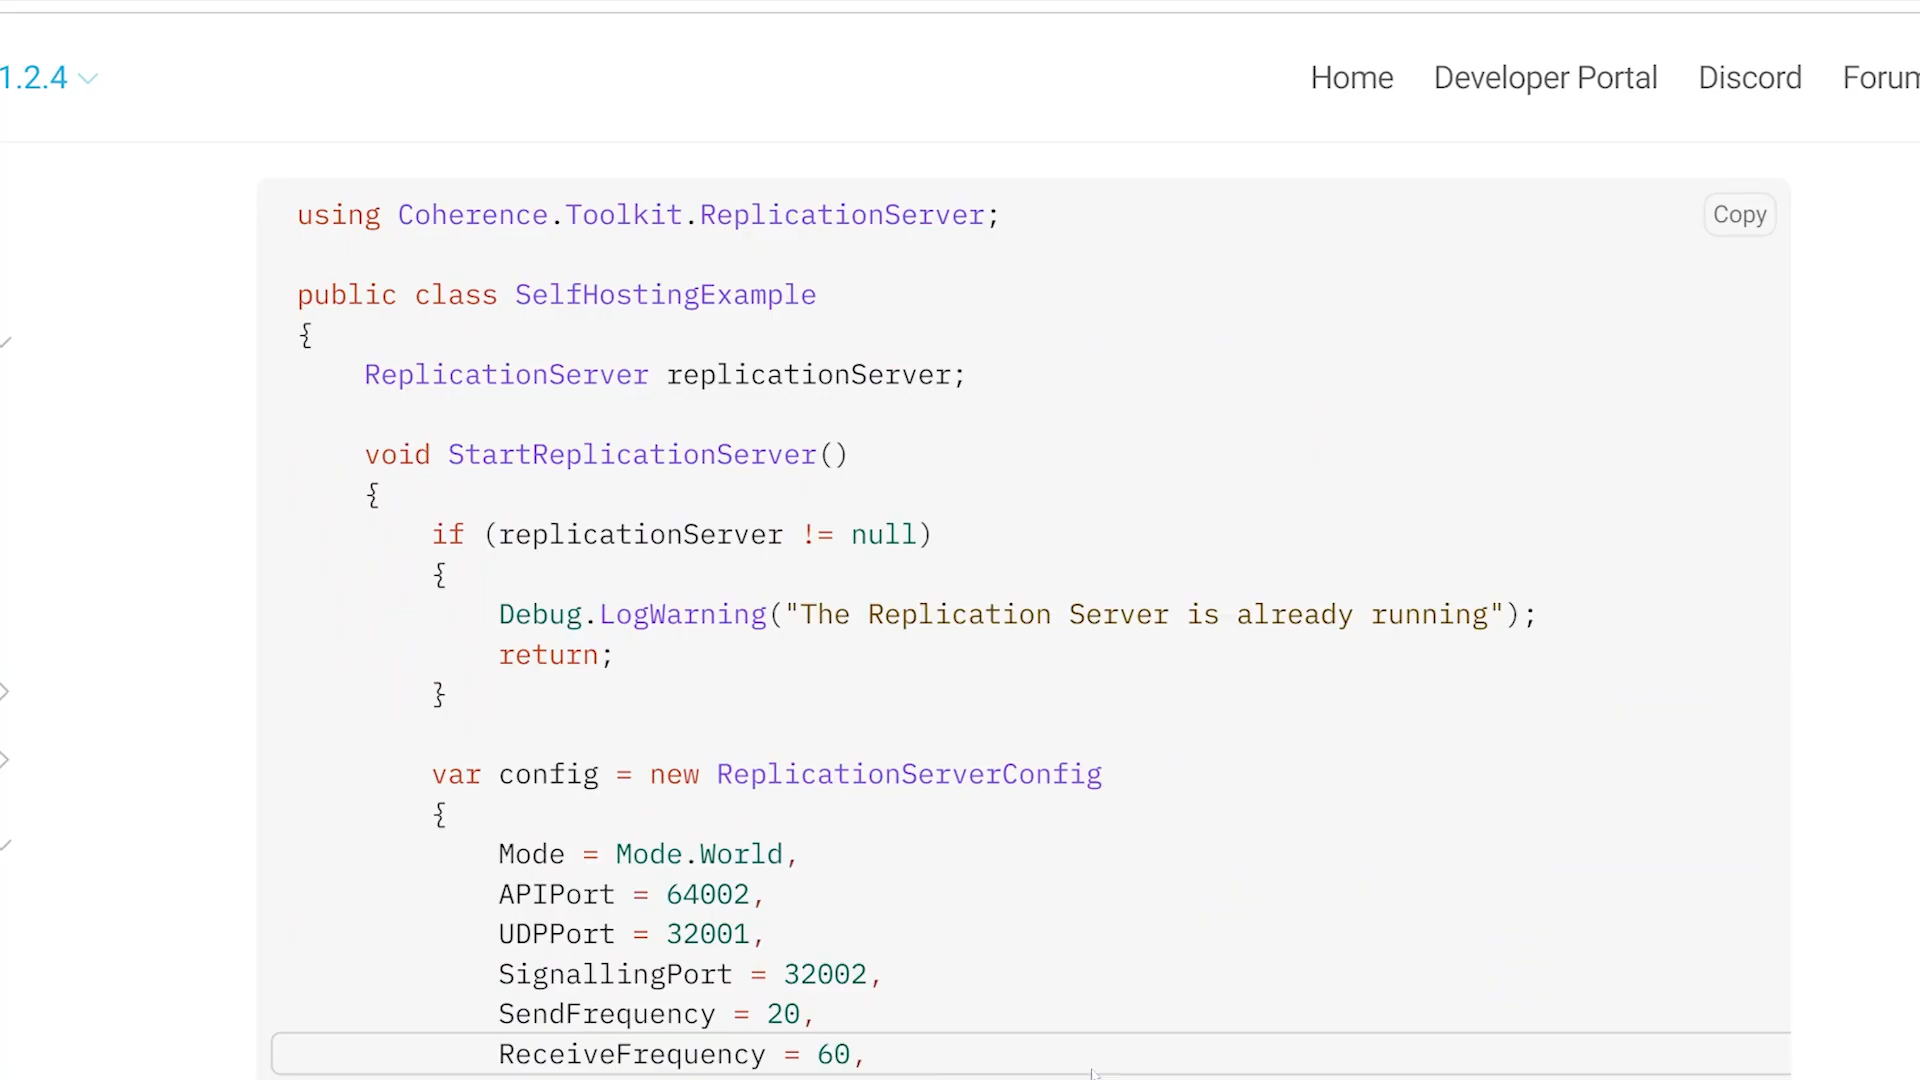 1.2.4
Home Developer Portal Discord Forum
Copy
using Coherence.Toolkit.ReplicationServer;
public class SelfHostingExample
{
ReplicationServer replicationServer;
void StartReplicationServer()
{
if (replicationServer != null)
{
Debug.LogWarning("The Replication Server is already running");
return;
}
var config = new ReplicationServerConfig
{
Mode = Mode.World,
APIPort = 64002,
UDPPort = 32001,
SignallingPort = 32002,
SendFrequency = 20,
ReceiveFrequency = 60,